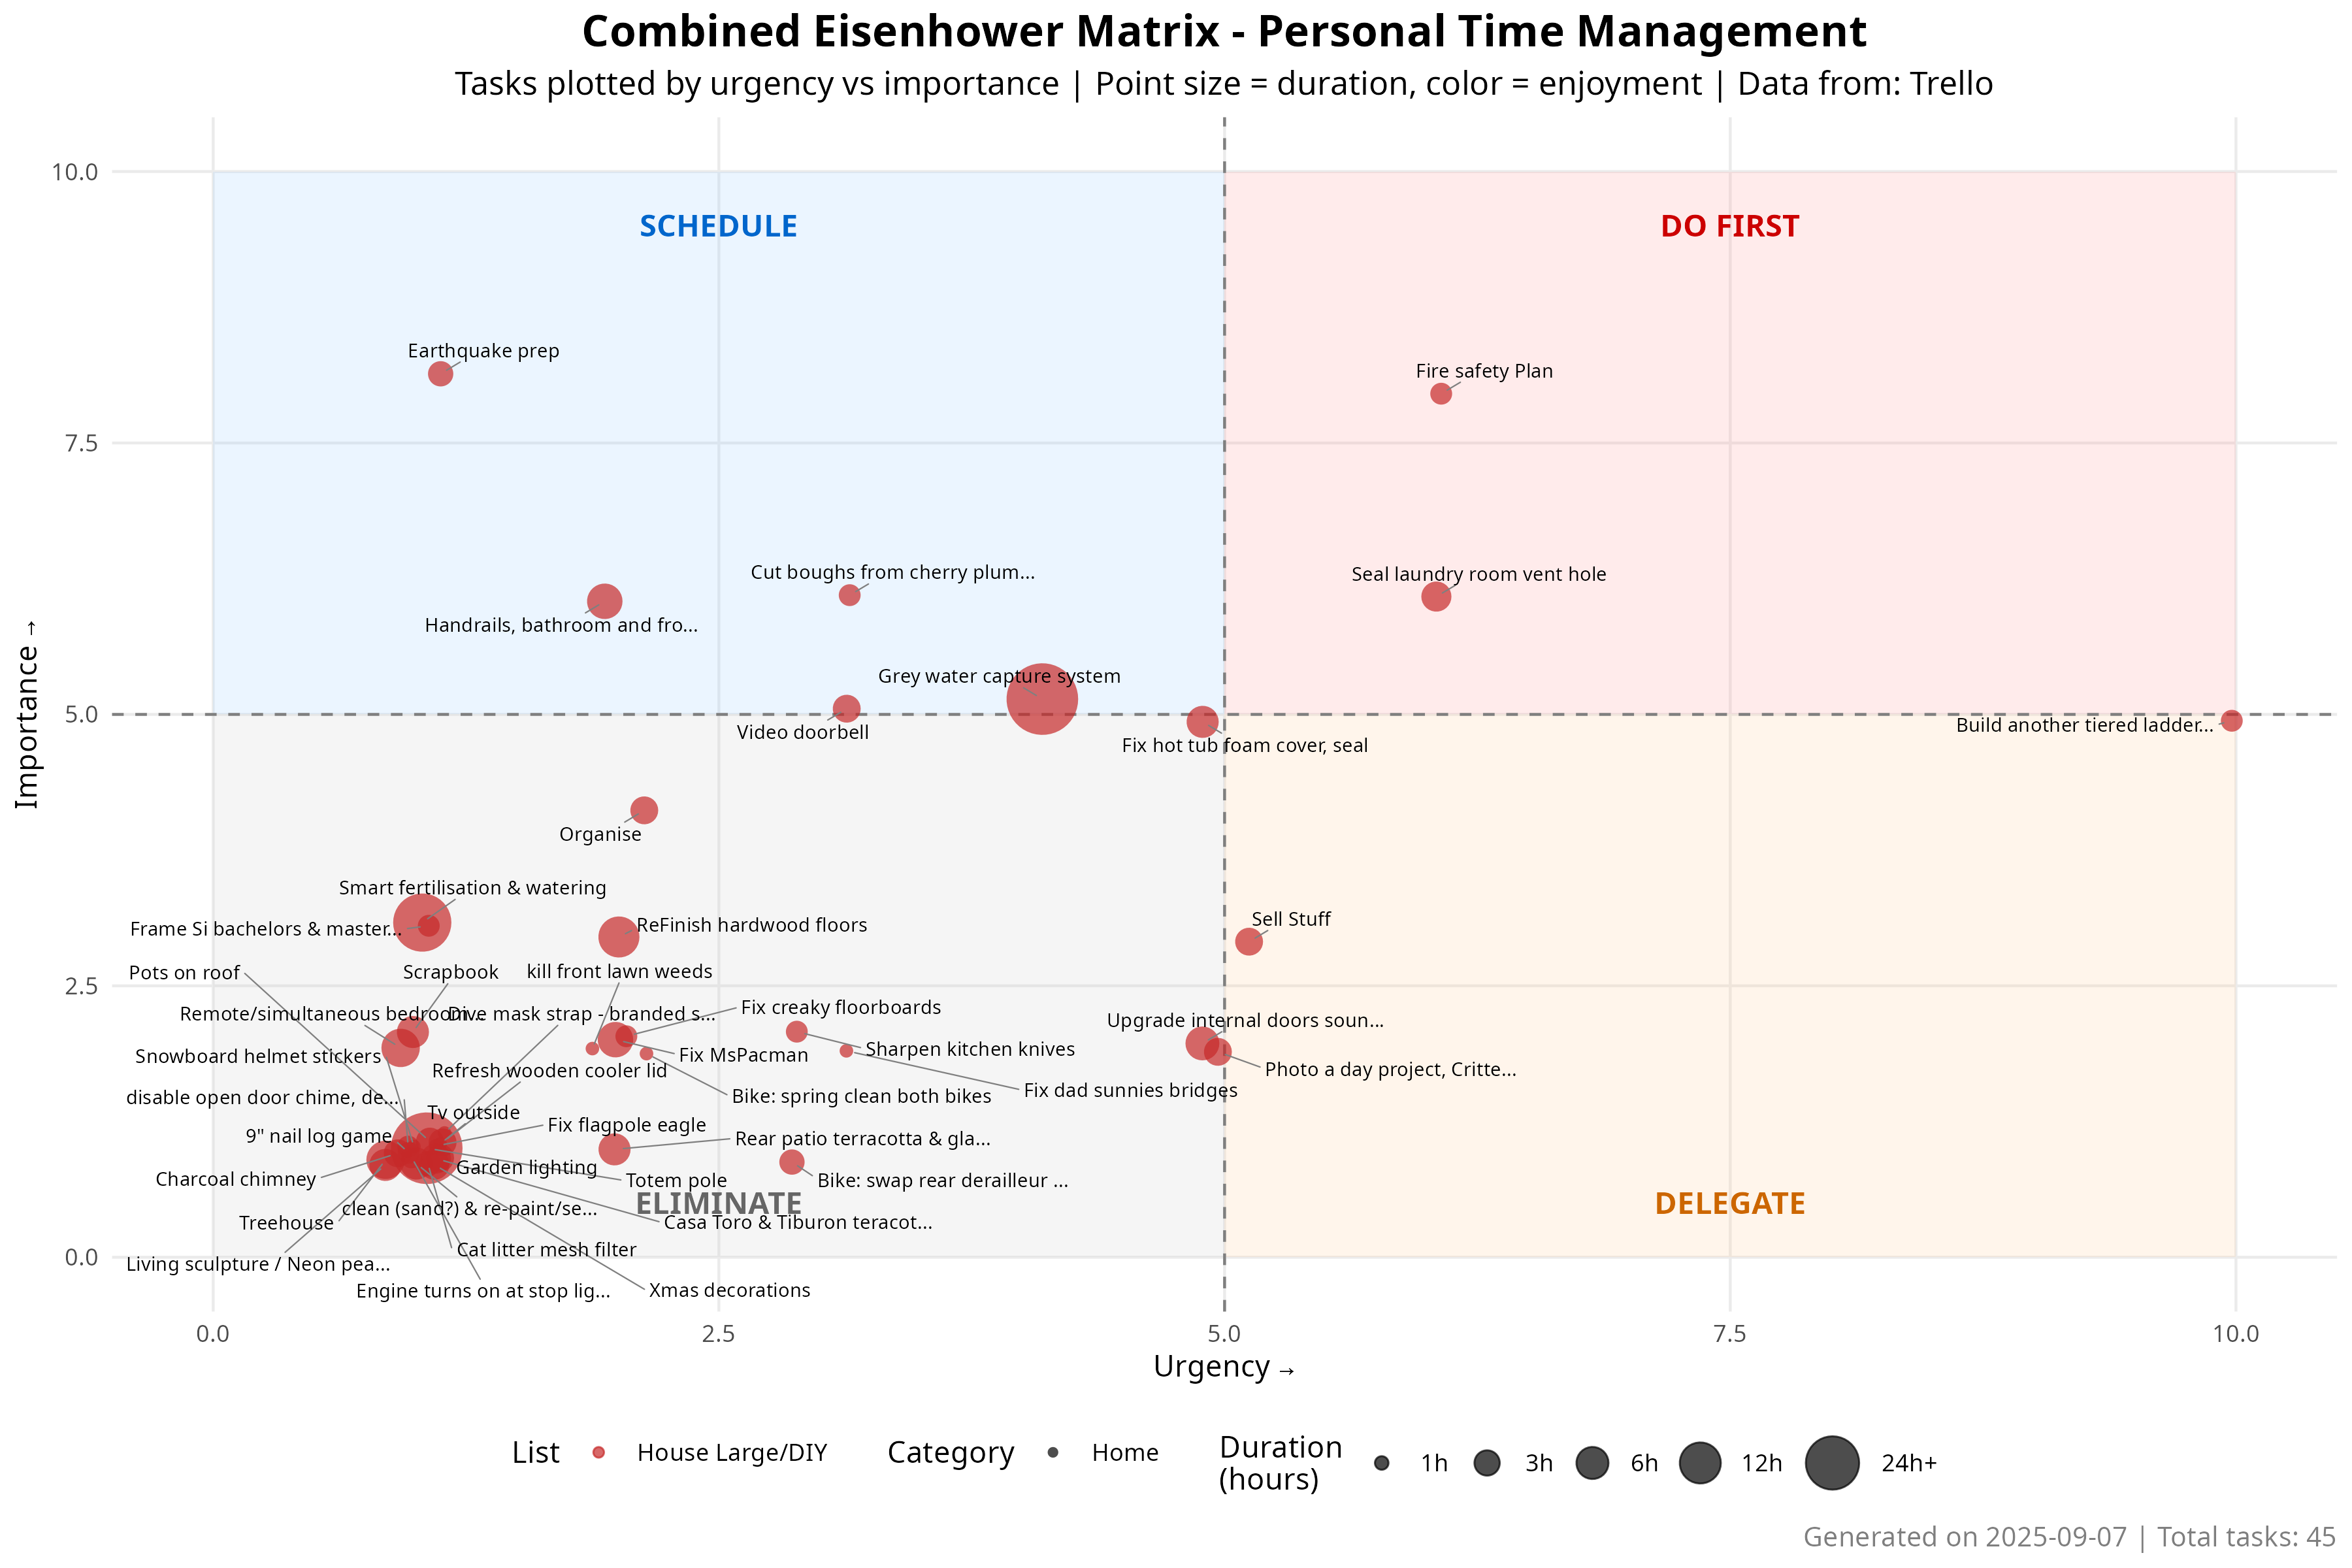 Combined Eisenhower Matrix - Personal Time Management
Tasks plotted by urgency vs importance | Point size = duration, color = enjoyment | Data from: Trello
10.0
SCHEDULE
DO FIRST
Earthquake prep
Fire safety Plan
7.5
Cut boughs from cherry plum...
Seal laundry room vent hole
Handrails, bathroom and fro...
Importance →
Grey water capture system
5.0
Video doorbell
Build another tiered ladder...
Fix hot tub foam cover, seal
Organise
Smart fertilisation & watering
Frame Si bachelors & master...
ReFinish hardwood floors
Sell Stuff
Pots on roof
Scrapbook
kill front lawn weeds
2.5
Remote/simultaneous bedroom...
Dive mask strap - branded s...
Fix creaky floorboards
Upgrade internal doors soun...
Snowboard helmet stickers
Fix MsPacman
Sharpen kitchen knives
Refresh wooden cooler lid
Photo a day project, Critte...
disable open door chime, de...
Bike: spring clean both bikes
Fix dad sunnies bridges
Tv outside
9" nail log game
Fix flagpole eagle
Rear patio terracotta & gla...
Charcoal chimney
Garden lighting
Totem pole
Bike: swap rear derailleur ...
ELIMINATE
DELEGATE
clean (sand?) & re-paint/se...
Treehouse
Casa Toro & Tiburon teracot...
0.0
Cat litter mesh filter
Living sculpture / Neon pea...
Engine turns on at stop lig...
Xmas decorations
0.0
2.5
5.0
7.5
10.0
Urgency →
List
House Large/DIY
Category
Home
Duration
(hours)
1h
3h
6h
12h
24h+
Generated on 2025-09-07 | Total tasks: 45